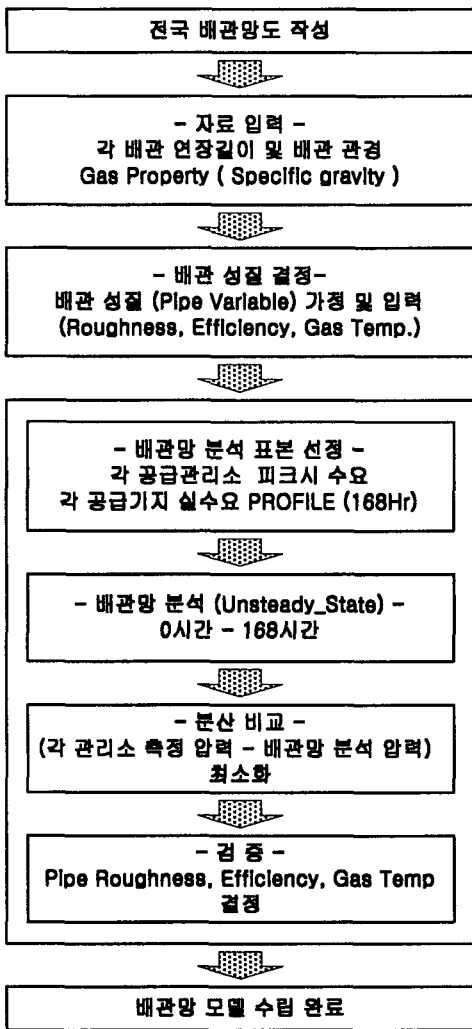 전국 배관망도 작성
- 자료 입력 -
각 배관 연장길이 및 배관 관경
Gas Property ( Specific gravity )
- 배관 성질 결정-
배관 성질 (Pipe Variable) 가정 및 입력
(Roughness, Efficiency, Gas Temp.)
- 배관망 분석 표본 선정 -
각 공급관리소 피크시 수요
각 공급기지 실수요 PROFILE (168Hr)
- 배관망 분석 (Unsteady_State) -
0시간 - 168시간
- 분산 비교 -
(각 관리소 측정 압력 - 배관망 분석 압력)
최소화
- 검 증 -
Pipe Roughness, Efficiency, Gas Temp
결정
배관망 모델 수립 완료